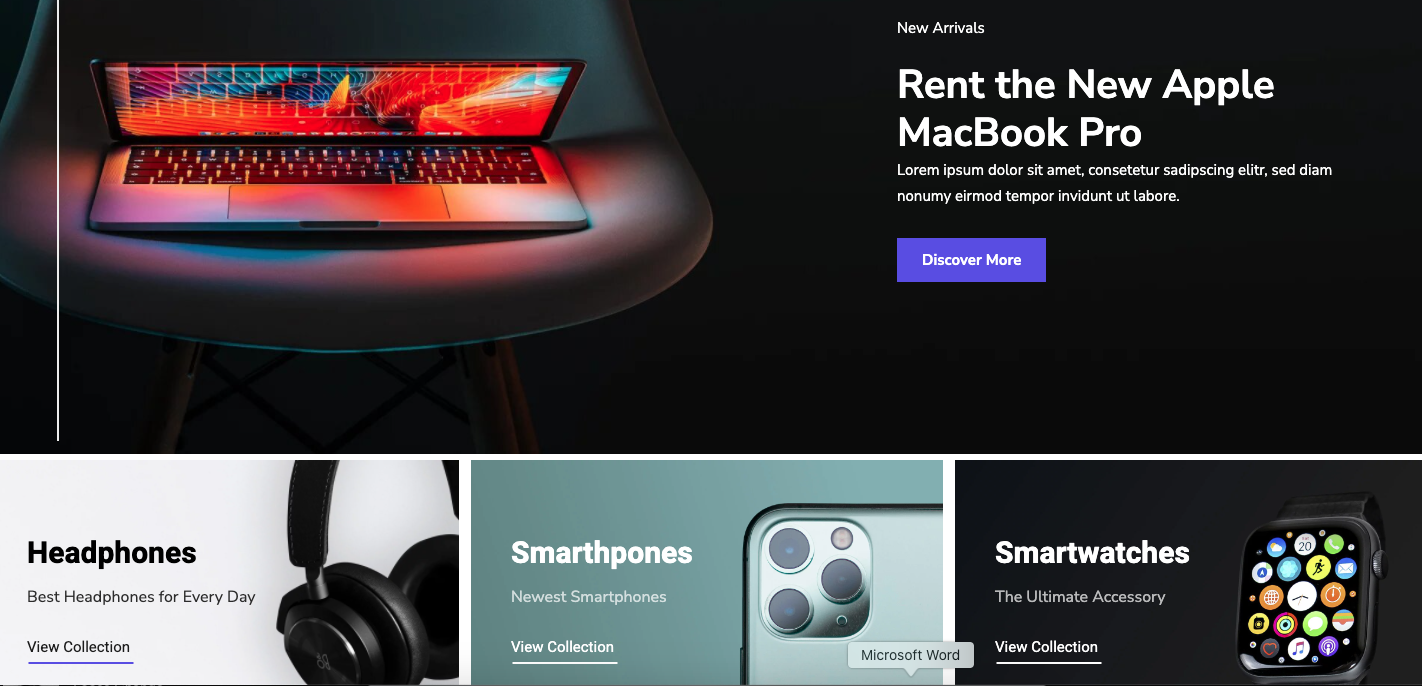 New Arrivals
Rent the New Apple
MacBook Pro
Lorem ipsum dolor sit amet, consetetur sadipscing elitr, sed diam
nonumy eirmod tempor invidunt ut labore.
Discover More
Headphones
Best Headphones for Every Day
View Collection
Smarthpones
Newest Smartphones
View Collection
Smartwatches
The Ultimate Accessory
View Collection
20
Microsoft Word